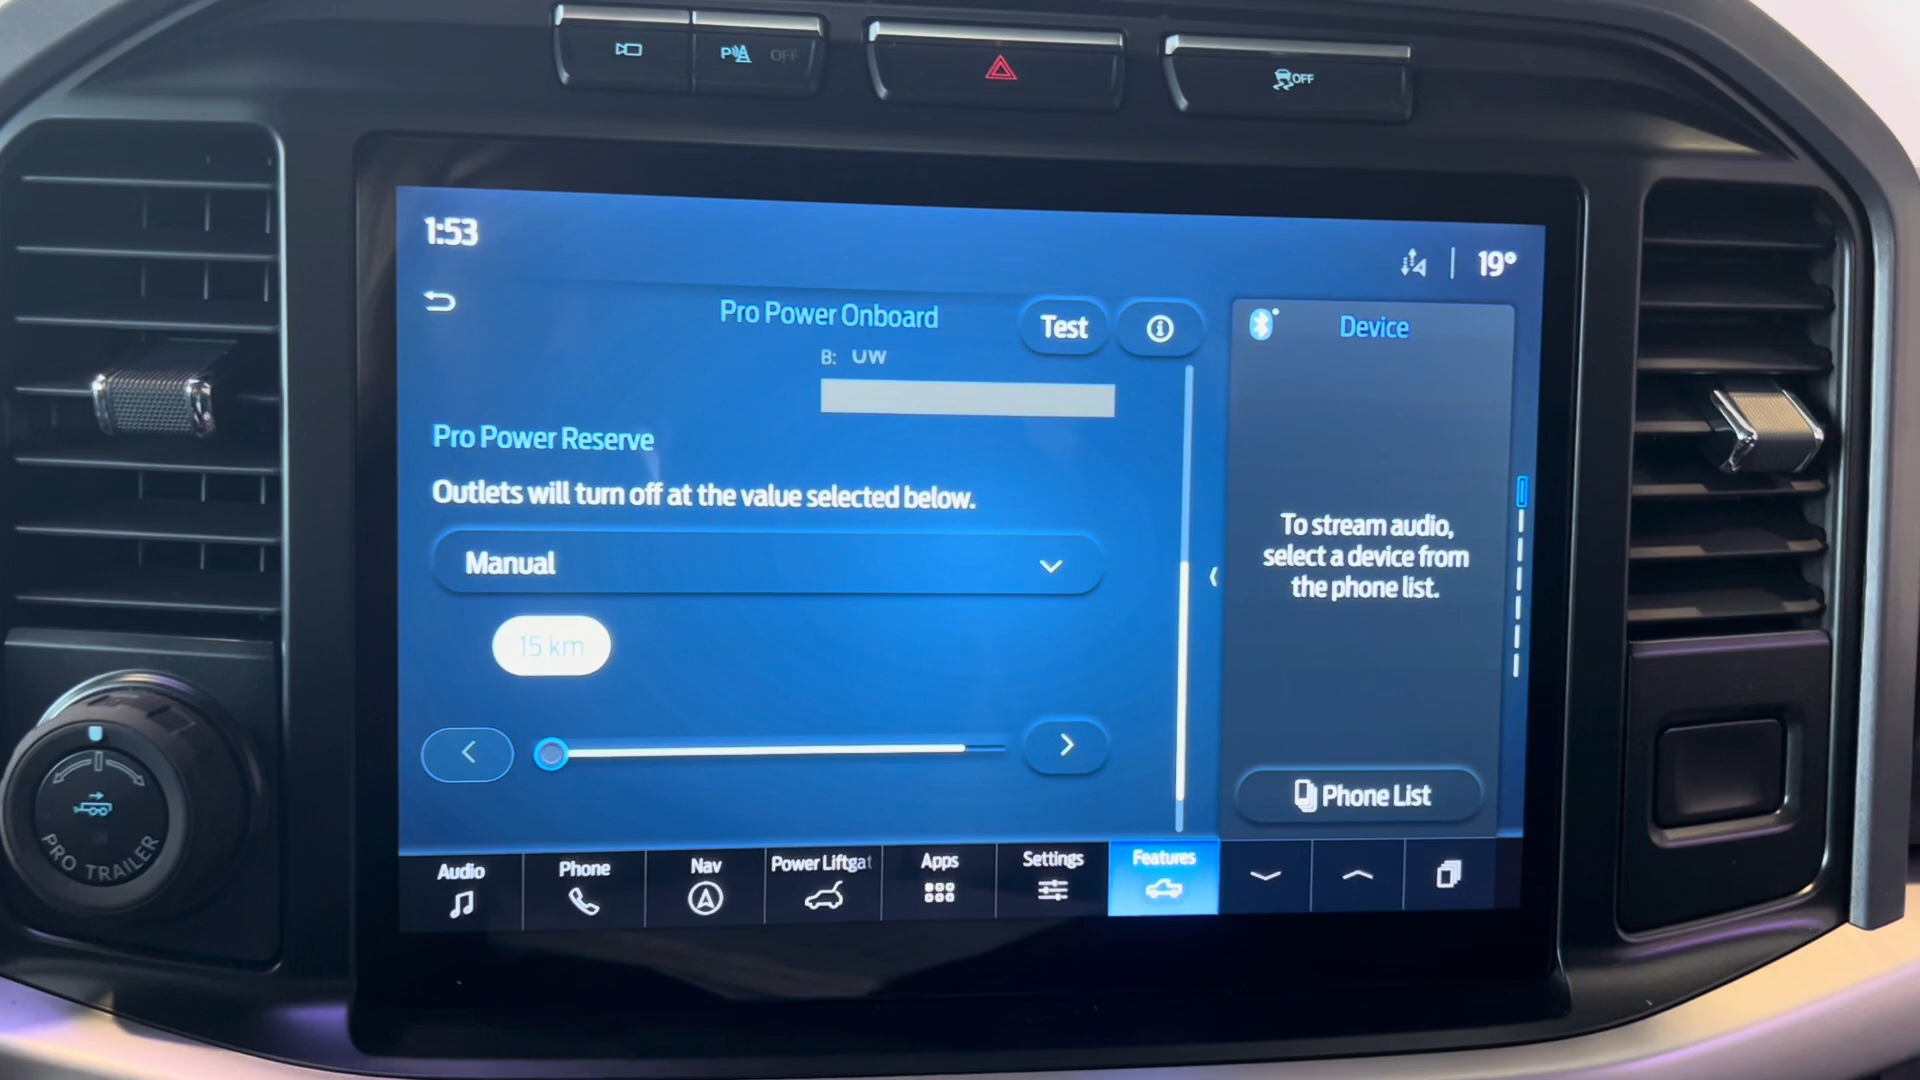 P OFF
OFF
1:53
19°
Pro Power Onboard
Test
Device
B: UW
Pro Power Reserve
Outlets will turn off at the value selected below.
Manual
15 km
To stream audio,
select a device from
the phone list.
Phone List
PRO TRAILER
Audio
Phone
Nav
Power Liftgat
Apps
Settings
Features